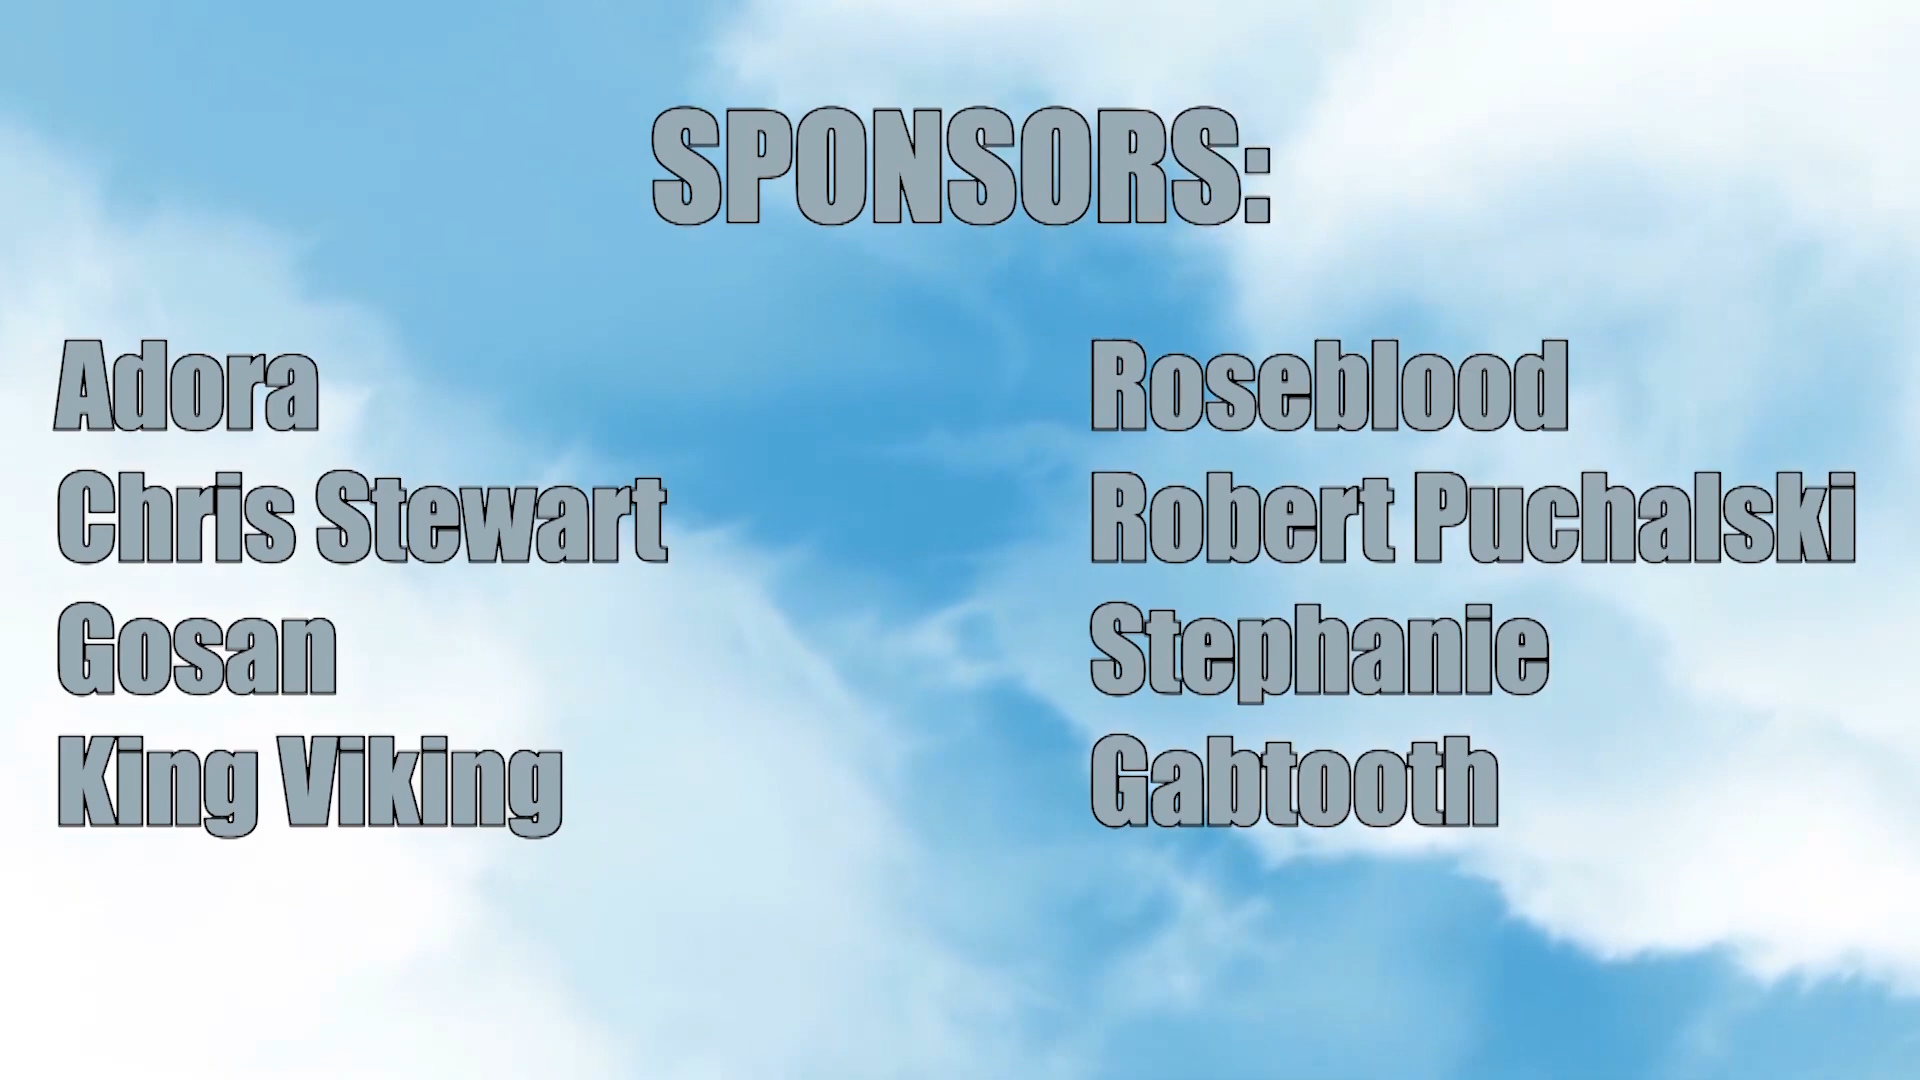 SPONSORS:
Adora
Chris Stewart
Gosan
King Viking
Roseblood
Robert Puchalski
Stephanie
Gabtooth